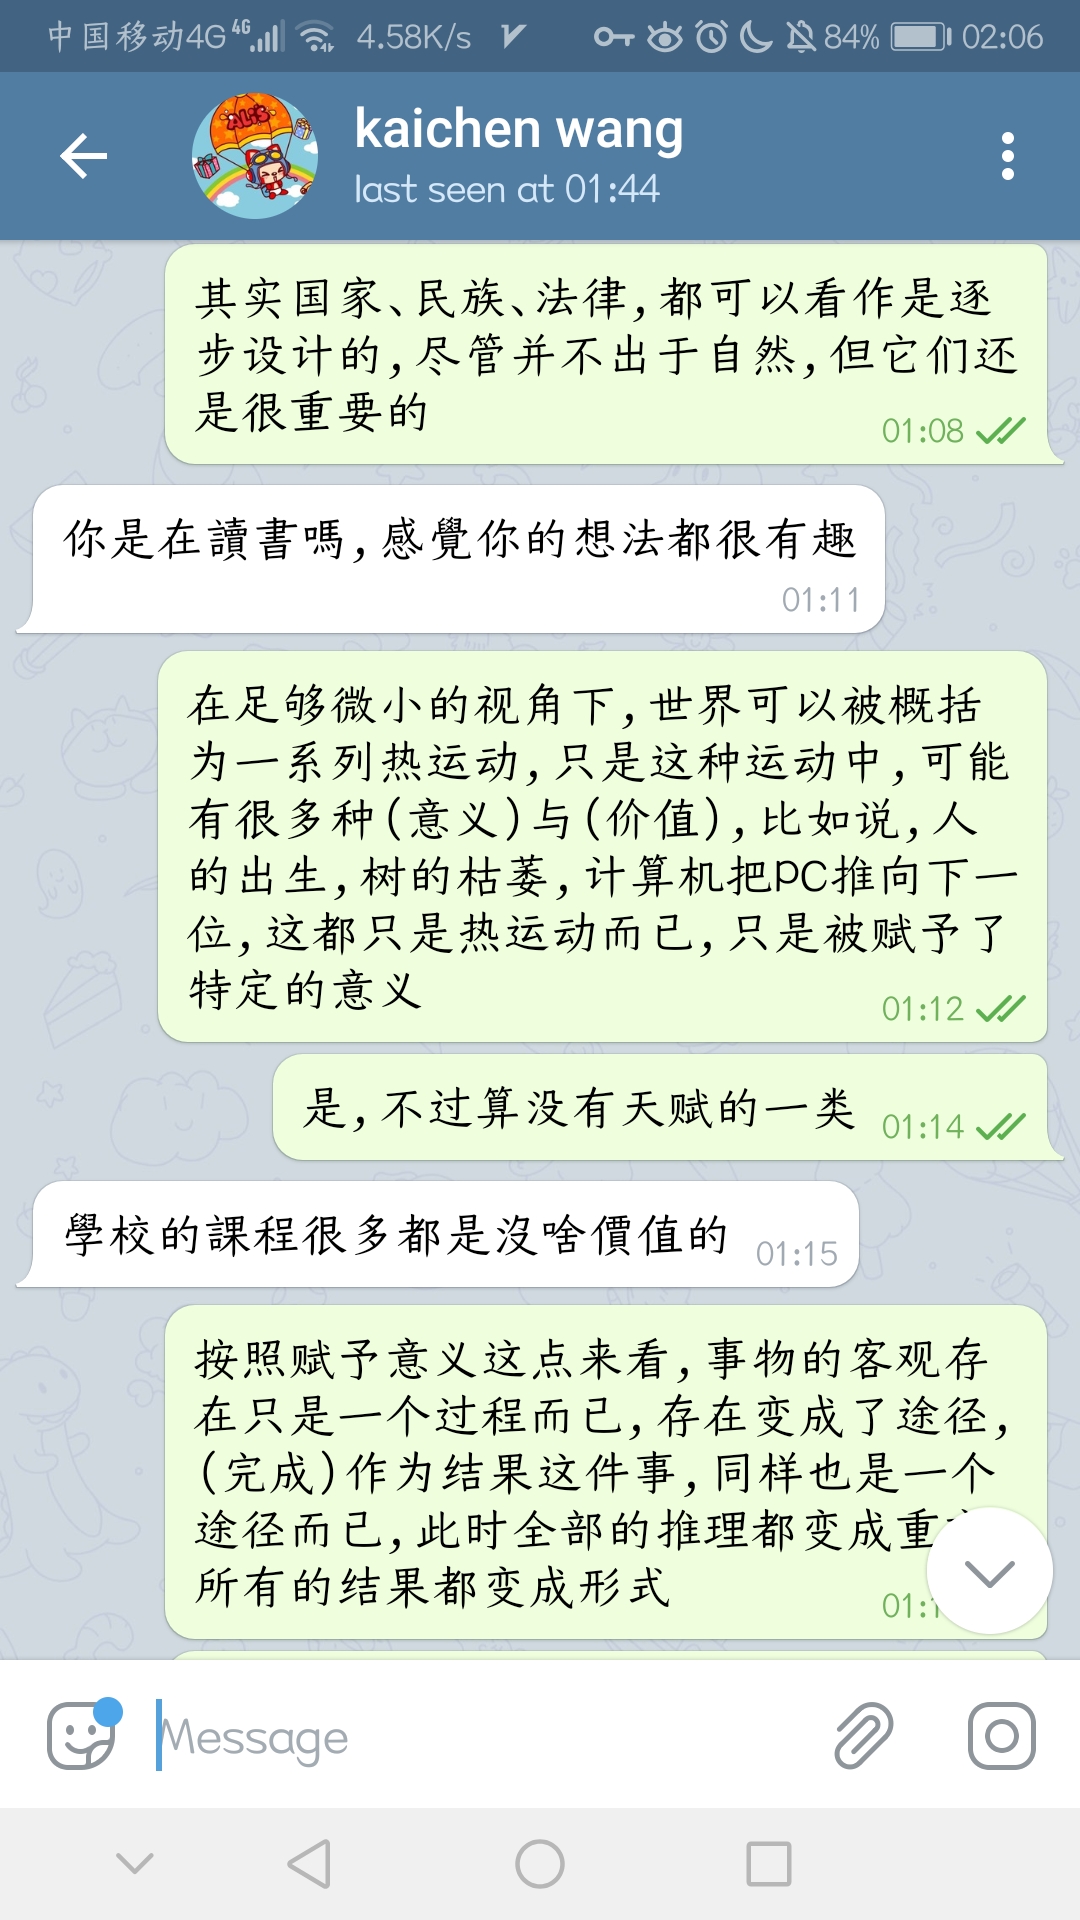 中国移动4G 4G 4.58K/s 84% 02:06
ALI'S
kaichen wang
last seen at 01:44
其实国家、民族、法律,都可以看作是逐
步设计的,尽管并不出于自然,但它们还
是很重要的
01:08
你是在讀書嗎,感覺你的想法都很有趣
01:11
在足够微小的视角下,世界可以被概括
为一系列热运动,只是这种运动中,可能
有很多种(意义)与(价值),比如说,人
的出生,树的枯萎,计算机把PC推向下一
位,这都只是热运动而已,只是被赋予了
特定的意义
01:12
是,不过算没有天赋的一类 01:14
學校的課程很多都是沒啥價值的 01:15
按照赋予意义这点来看,事物的客观存
在只是一个过程而已,存在变成了途径,
(完成)作为结果这件事,同样也是一个
途径而已,此时全部的推理都变成重
所有的结果都变成形式
01:1
Message